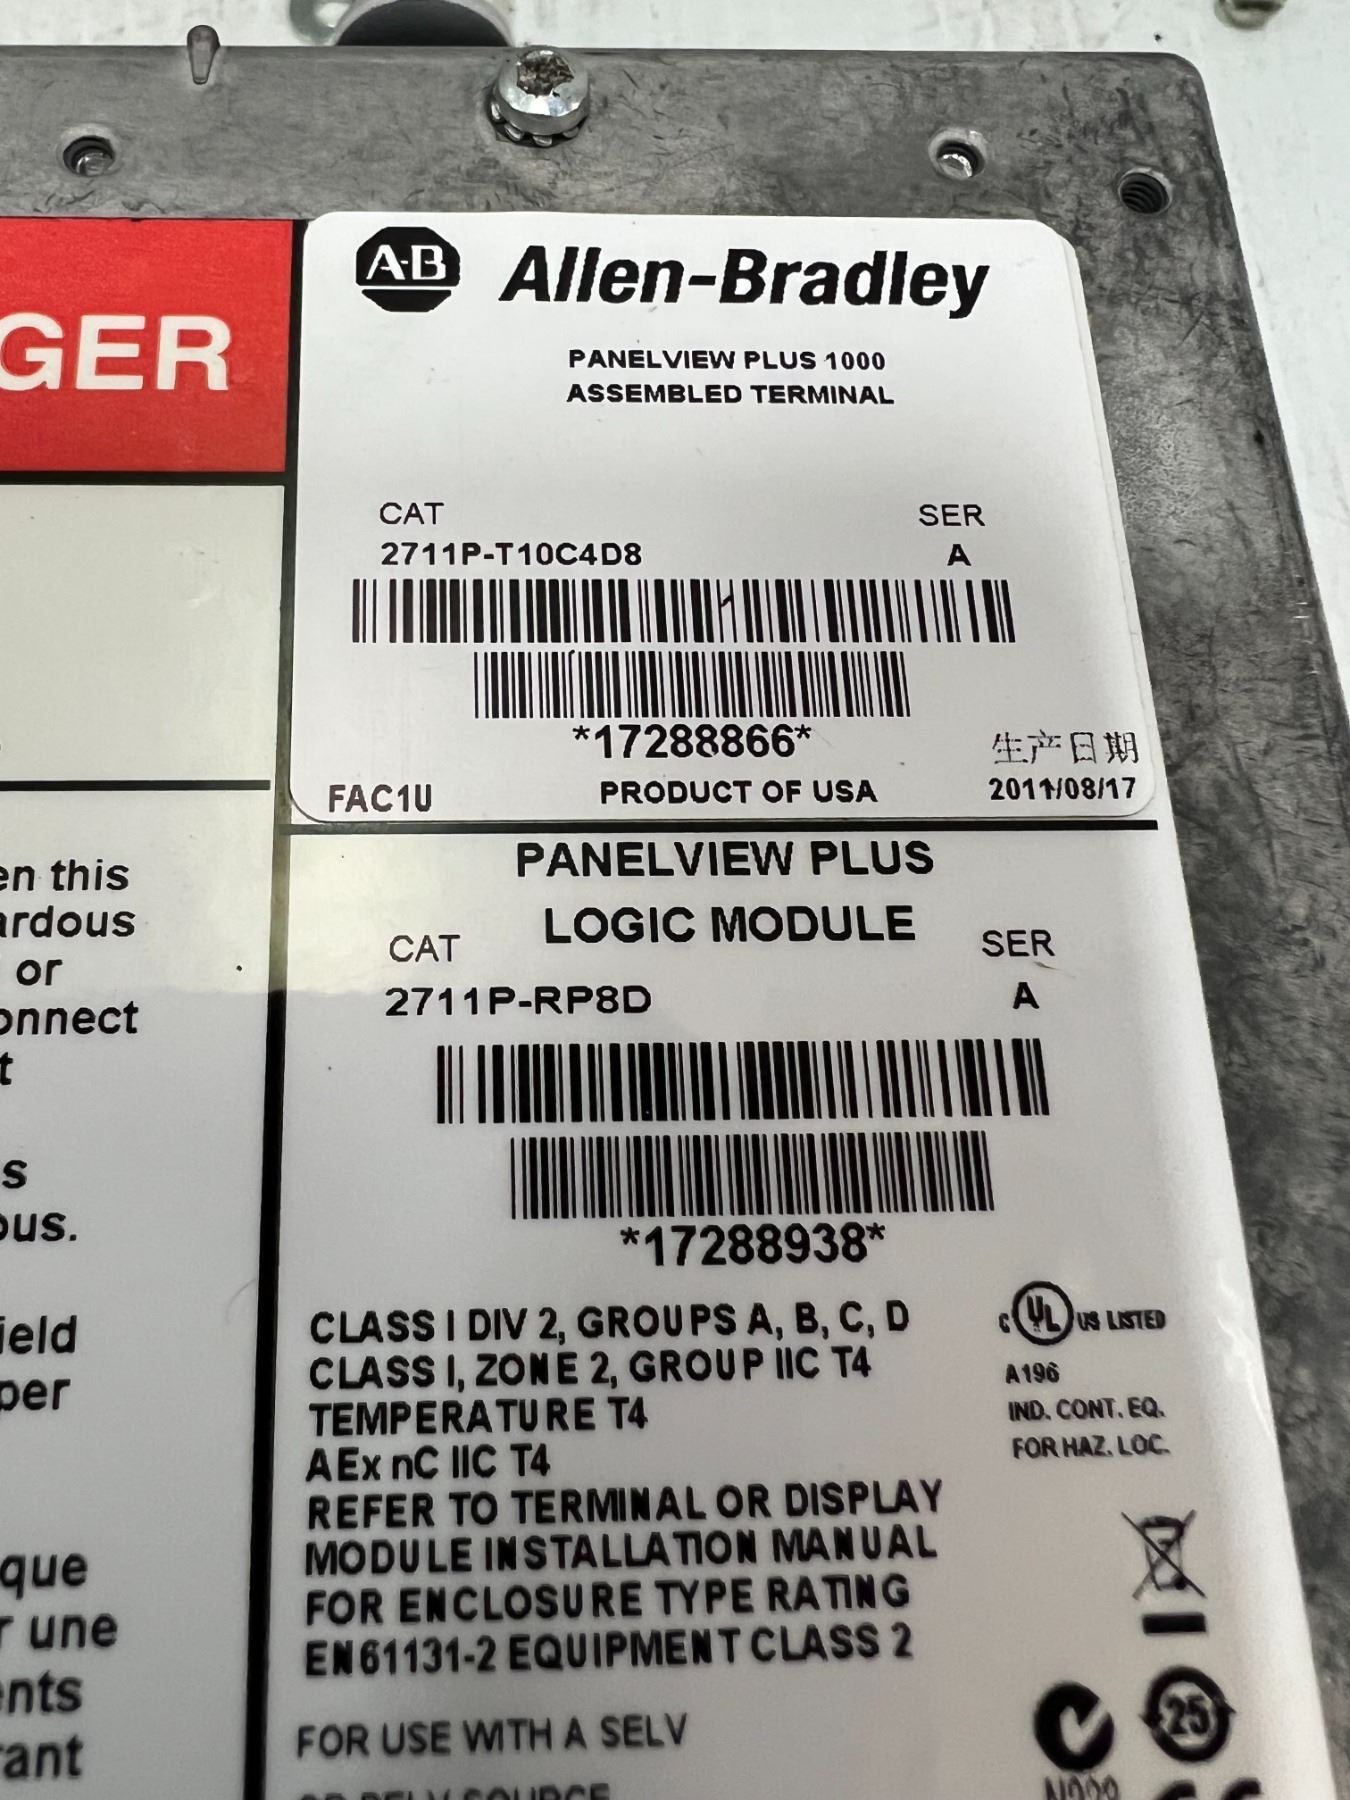 GER
A-B Allen-Bradley
PANELVIEW PLUS 1000
ASSEMBLED TERMINAL
CAT SER
2711P-T10C4D8 A
*17288866*
生产日期
FAC1U PRODUCT OF USA 2011/08/17
PANELVIEW PLUS
LOGIC MODULE
CAT SER
2711P-RP8D A
*17288938*
CLASS I DIV 2, GROUPS A, B, C, D
CLASS I, ZONE 2, GROUP IIC T4
TEMPERATURE T4
AEx nC IIC T4
REFER TO TERMINAL OR DISPLAY
MODULE INSTALLATION MANUAL
FOR ENCLOSURE TYPE RATING
EN61131-2 EQUIPMENT CLASS 2
FOR USE WITH A SELV
OR PELV SOURCE
C UL US LISTED
A196
IND. CONT. EQ.
FOR HAZ. LOC.
25
en this
ardous
or
onnect
t
s
ous.
ield
per
que
r une
ents
rant